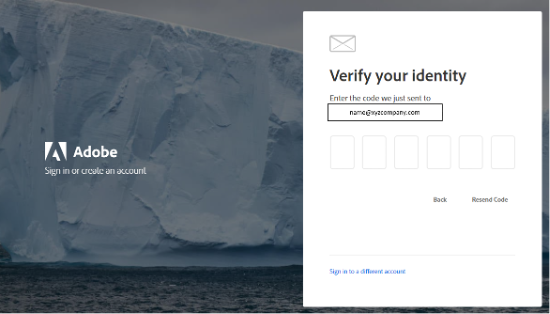 Adobe
Sign in or create an account
Verify your identity
Enter the code we just sent to
name@xyzcompany.com
Back
Resend Code
Sign in to a different account